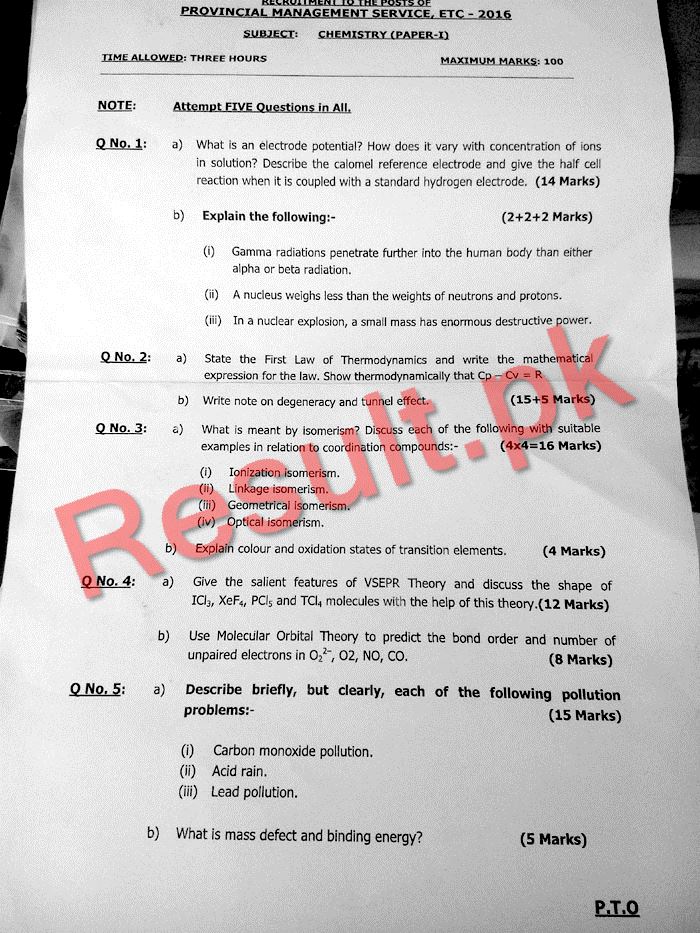 RECRUITMENT TO THE POSTS OF
PROVINCIAL MANAGEMENT SERVICE, ETC - 2016
SUBJECT: CHEMISTRY (PAPER-I)
TIME ALLOWED: THREE HOURS MAXIMUM MARKS: 100
NOTE: Attempt FIVE Questions in All.
Q No. 1: a) What is an electrode potential? How does it vary with concentration of ions
in solution? Describe the calomel reference electrode and give the half cell
reaction when it is coupled with a standard hydrogen electrode. (14 Marks)
b) Explain the following:- (2+2+2 Marks)
(i) Gamma radiations penetrate further into the human body than either
alpha or beta radiation.
(ii) A nucleus weighs less than the weights of neutrons and protons.
(iii) In a nuclear explosion, a small mass has enormous destructive power.
Q No. 2: a) State the First Law of Thermodynamics and write the mathematical
expression for the law. Show thermodynamically that Cp – Cv = R
b) Write note on degeneracy and tunnel effect. (15+5 Marks)
Q No. 3: a) What is meant by isomerism? Discuss each of the following with suitable
examples in relation to coordination compounds:- (4x4=16 Marks)
(i) Ionization isomerism.
(ii) Linkage isomerism.
(iii) Geometrical isomerism.
(iv) Optical isomerism.
b) Explain colour and oxidation states of transition elements. (4 Marks)
Q No. 4: a) Give the salient features of VSEPR Theory and discuss the shape of
ICl₃, XeF₄, PCl₅ and TCl₄ molecules with the help of this theory.(12 Marks)
b) Use Molecular Orbital Theory to predict the bond order and number of
unpaired electrons in O₂²⁻, O2, NO, CO. (8 Marks)
Q No. 5: a) Describe briefly, but clearly, each of the following pollution
problems:- (15 Marks)
(i) Carbon monoxide pollution.
(ii) Acid rain.
(iii) Lead pollution.
b) What is mass defect and binding energy? (5 Marks)
P.T.O
Result.pk